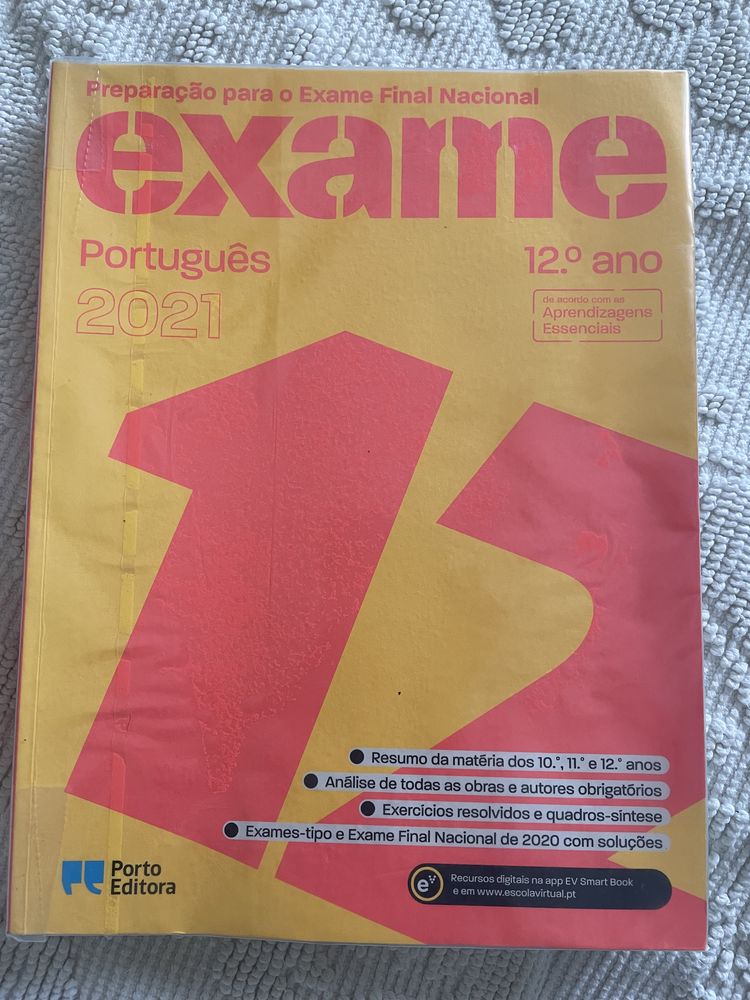 Preparação para o Exame Final Nacional
exame
Português
12.º ano
2021
de acordo com as
Aprendizagens
Essenciais
12
Resumo da matéria dos 10.º, 11.º e 12.º anos
Análise de todas as obras e autores obrigatórios
Exercícios resolvidos e quadros-síntese
Exames-tipo e Exame Final Nacional de 2020 com soluções
Porto
Editora
e
Recursos digitais na app EV Smart Book
e em www.escolavirtual.pt